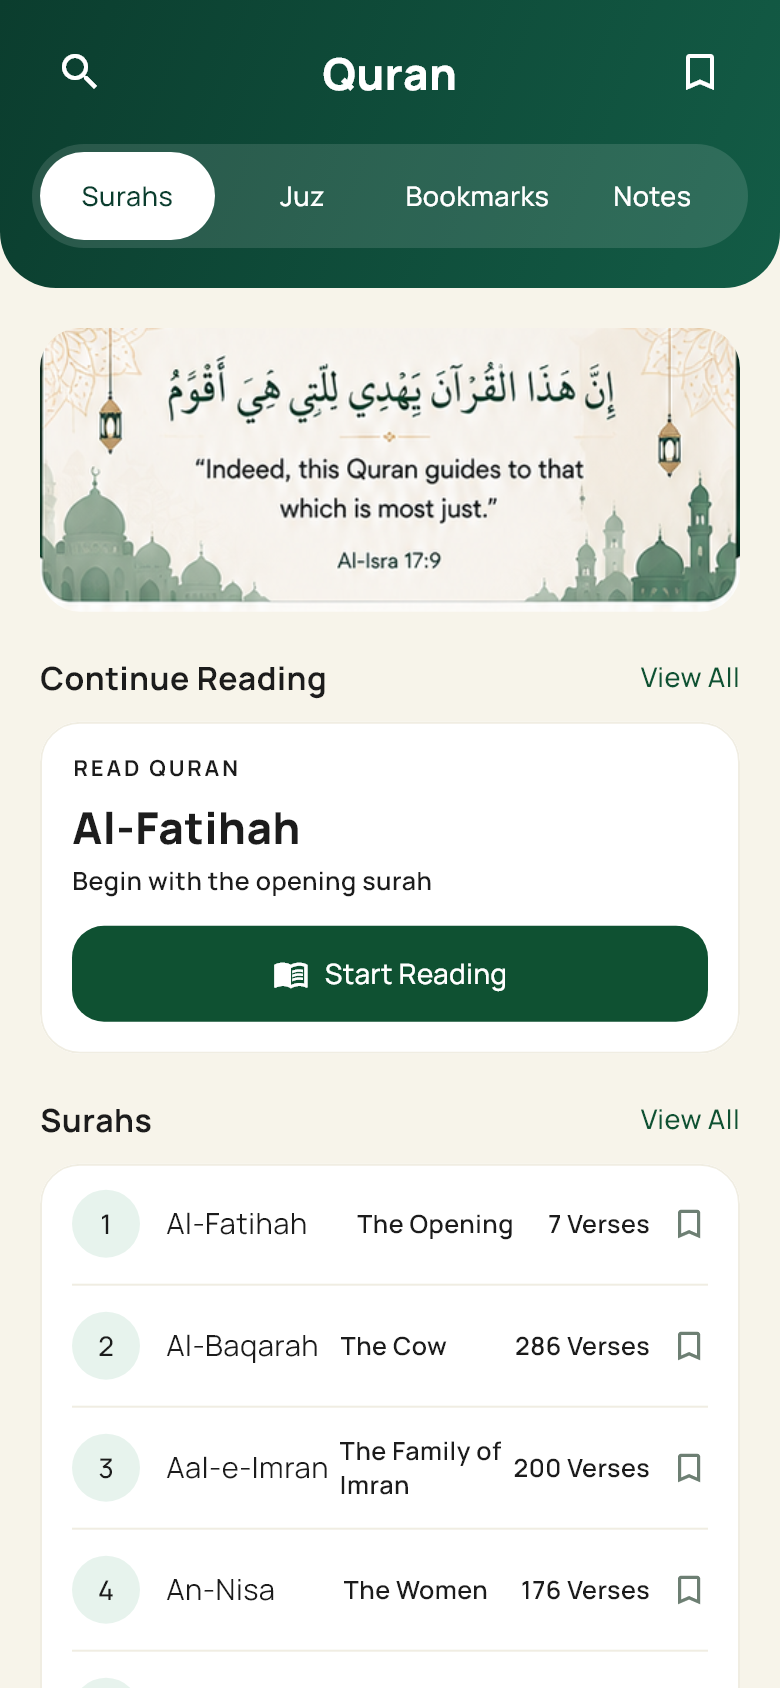 Quran
Surahs Juz Bookmarks Notes
إِنَّ هَذَا الْقُرْآنَ يَهْدِي لِلَّتِي هِيَ أَقْوَمُ
“Indeed, this Quran guides to that
which is most just.”
Al-Isra 17:9
Continue Reading View All
READ QURAN
Al-Fatihah
Begin with the opening surah
Start Reading
Surahs View All
1 Al-Fatihah The Opening 7 Verses
2 Al-Baqarah The Cow 286 Verses
3 Aal-e-Imran The Family of Imran 200 Verses
4 An-Nisa The Women 176 Verses